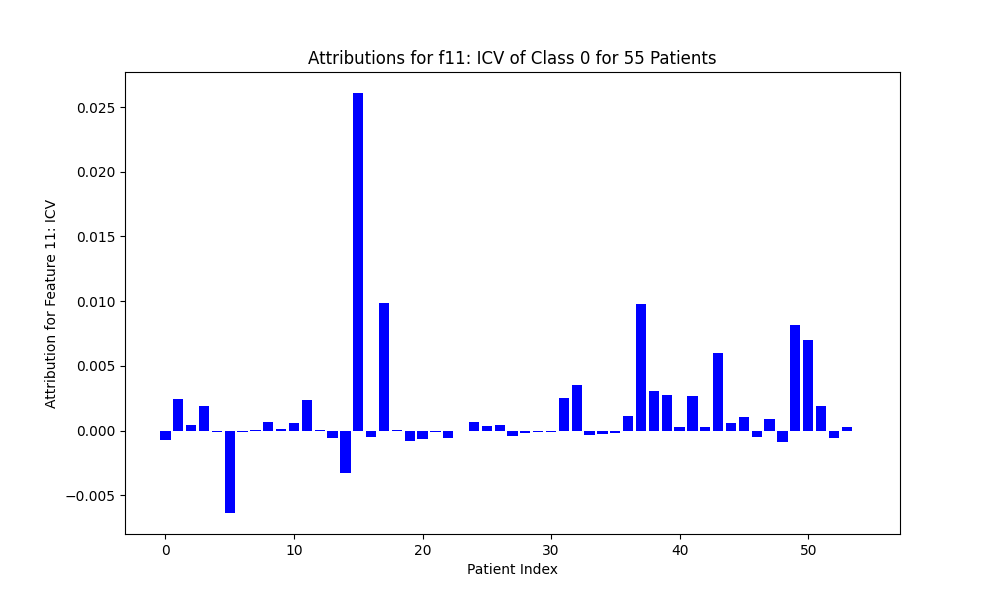 Attributions for f11: ICV of Class 0 for 55 Patients
Attribution for Feature 11: ICV
0.025
0.020
0.015
0.010
0.005
0.000
−0.005
0 10 20 30 40 50
Patient Index